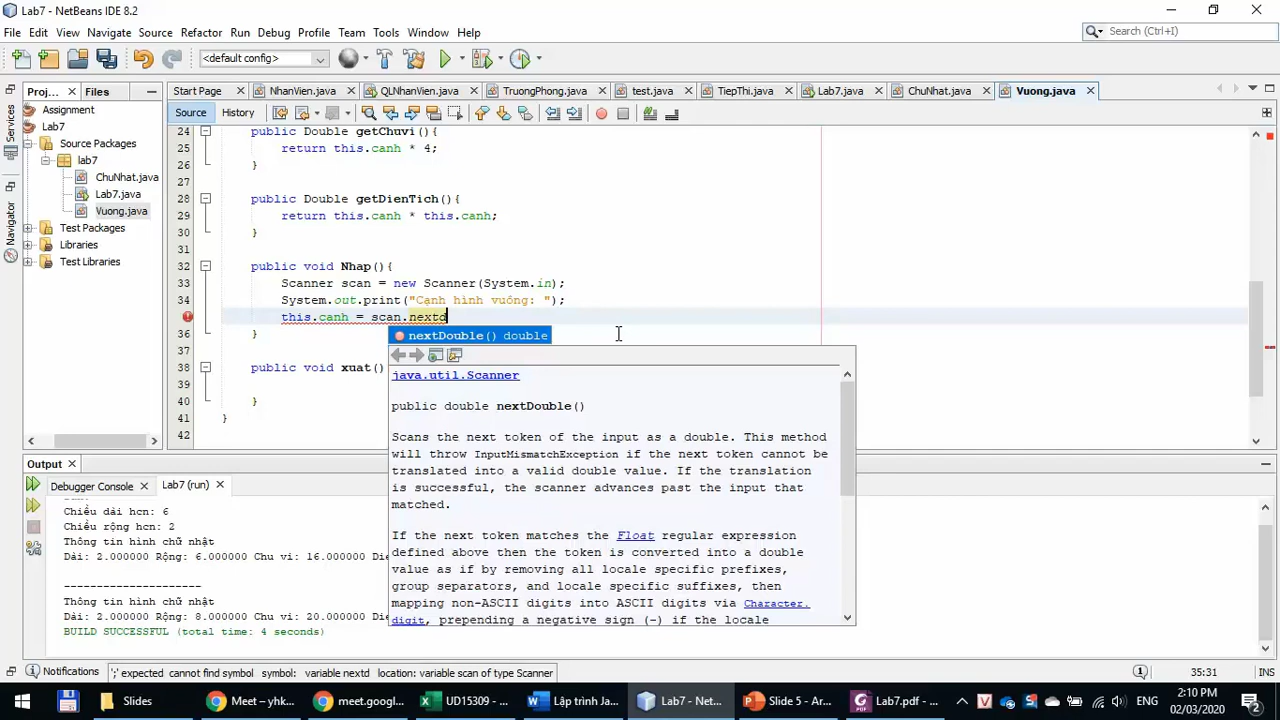 Lab7 - NetBeans IDE 8.2
File Edit View Navigate Source Refactor Run Debug Profile Team Tools Window Help
Search (Ctrl+I)
<default config>
Proj... Files
Start Page NhanVien.java QLNhanVien.java TruongPhong.java test.java TiepThi.java Lab7.java ChuNhat.java Vuong.java
Source History
Services
Navigator
Assignment
Lab7
Source Packages
lab7
ChuNhat.java
Lab7.java
Vuong.java
Test Packages
Libraries
Test Libraries
24 public Double getChuvi(){
25 return this.canh * 4;
26 }
27
28 public Double getDienTich(){
29 return this.canh * this.canh;
30 }
31
32 public void Nhap(){
33 Scanner scan = new Scanner(System.in);
34 System.out.print("Cạnh hình vuông: ");
this.canh = scan.nextd
36 }
37
38 public void xuat()
39
40 }
41 }
42
nextDouble() double
java.util.Scanner
public double nextDouble()
Scans the next token of the input as a double. This method
will throw InputMismatchException if the next token cannot be
translated into a valid double value. If the translation
is successful, the scanner advances past the input that
matched.
If the next token matches the Float regular expression
defined above then the token is converted into a double
value as if by removing all locale specific prefixes,
group separators, and locale specific suffixes, then
mapping non-ASCII digits into ASCII digits via Character.
digit, prepending a negative sign (-) if the locale
Output
Debugger Console Lab7 (run)
Chiều dài hcn: 6
Chiều rộng hcn: 2
Thông tin hình chữ nhật
Dài: 2.000000 Rộng: 6.000000 Chu vi: 16.000000 Die
---------------------
Thông tin hình chữ nhật
Dài: 2.000000 Rộng: 8.000000 Chu vi: 20.000000 Die
BUILD SUCCESSFUL (total time: 4 seconds)
Notifications ';' expected cannot find symbol symbol: variable nextd location: variable scan of type Scanner 35:31 INS
Slides Meet – yhk... meet.googl... UD15309 -... Lập trình Ja... Lab7 - Net... Slide 5 - Ar... Lab7.pdf - ... ENG 2:10 PM
02/03/2020 2